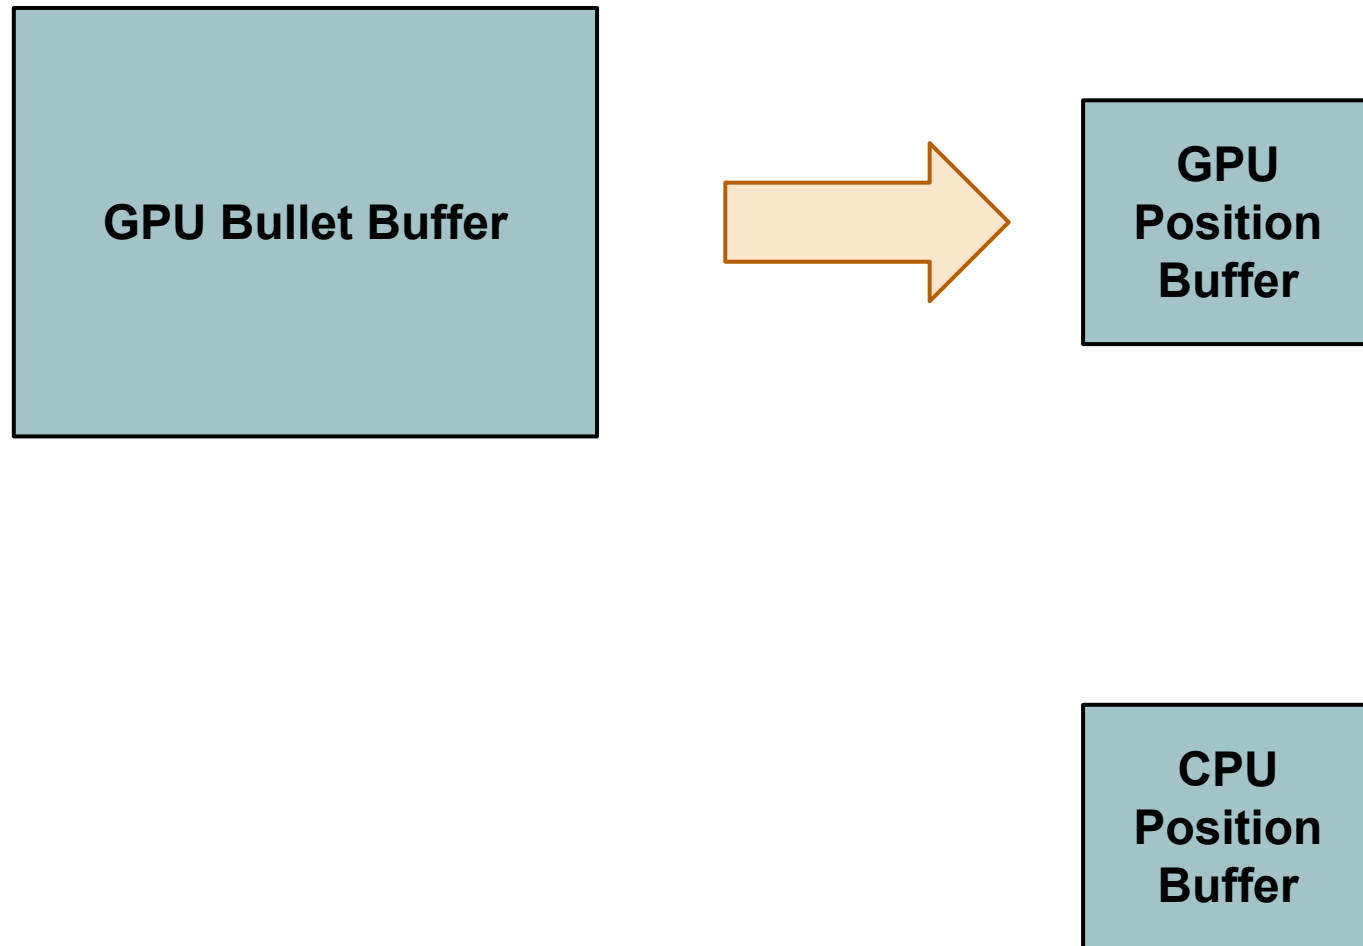 GPU Bullet Buffer
GPU
Position
Buffer
CPU
Position
Buffer